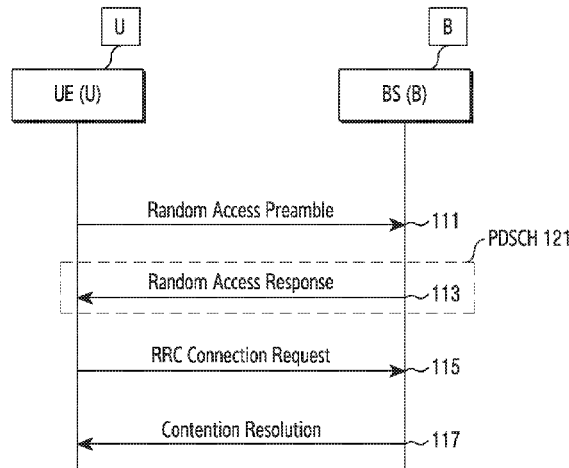 U
B
UE (U)
BS (B)
Random Access Preamble
111
PDSCH 121
Random Access Response
113
RRC Connection Request
115
Contention Resolution
117